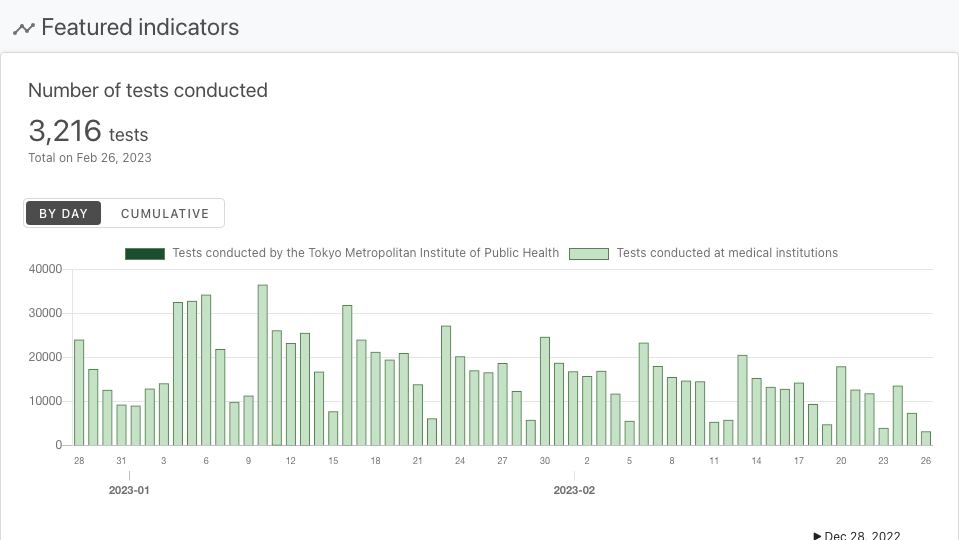 Featured indicators
Number of tests conducted
3,216 tests
Total on Feb 26, 2023
BY DAY CUMULATIVE
Tests conducted by the Tokyo Metropolitan Institute of Public Health Tests conducted at medical institutions
40000
30000
20000
10000
0
28 31 3 6 9 12 15 18 21 24 27 30 2 5 8 11 14 17 20 23 26
2023-01 2023-02
Dec 28, 2022